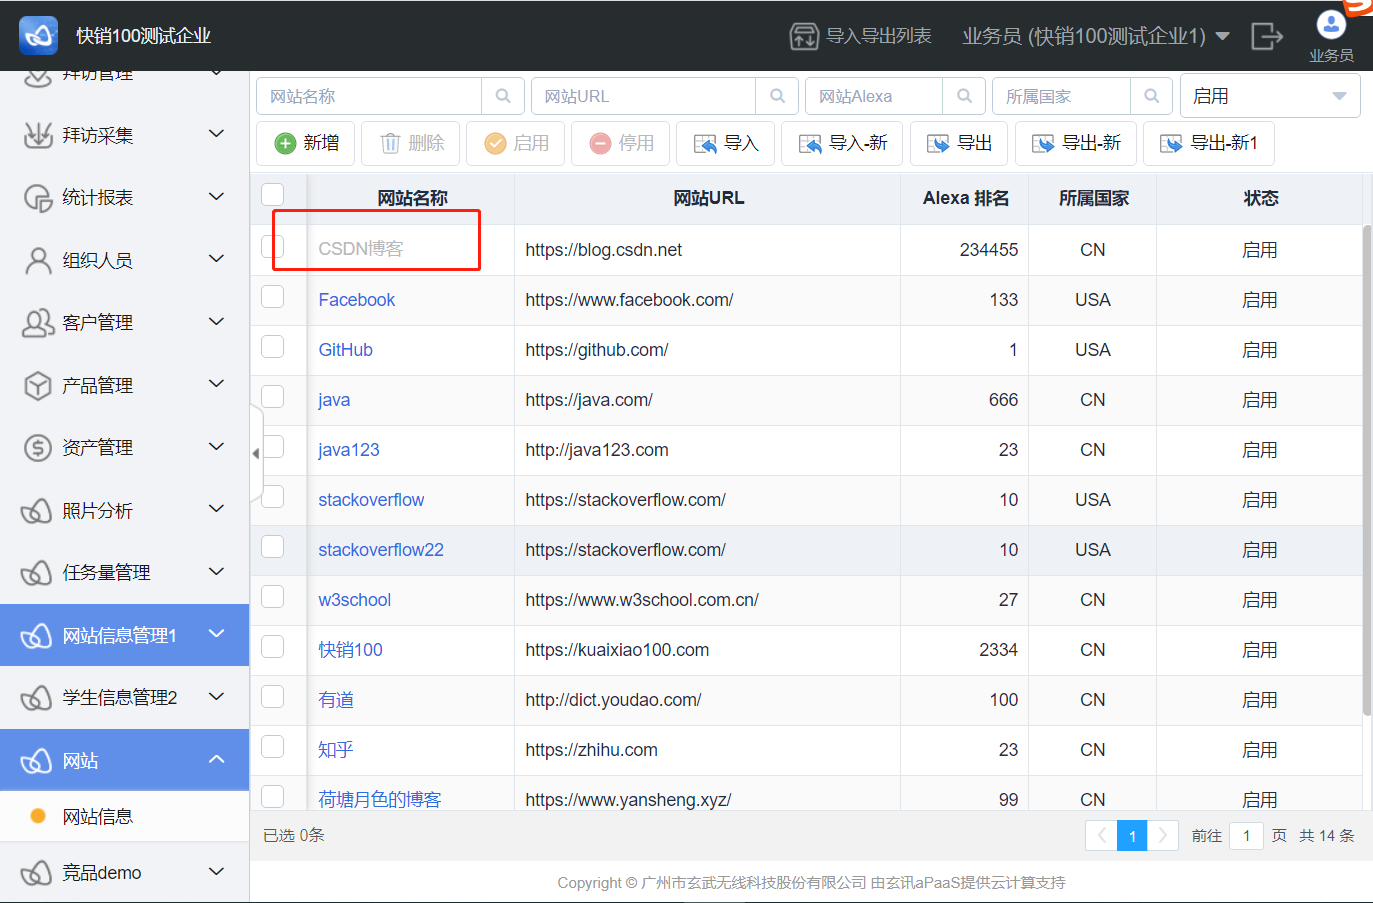 快销100测试企业
导入导出列表
业务员 (快销100测试企业1)
业务员
拜访管理
拜访采集
统计报表
组织人员
客户管理
产品管理
资产管理
照片分析
任务量管理
网站信息管理1
学生信息管理2
网站
网站信息
竞品demo
网站名称 网站URL 网站Alexa 所属国家 启用
新增 删除 启用 停用 导入 导入-新 导出 导出-新 导出-新1
网站名称 网站URL Alexa 排名 所属国家 状态
CSDN博客 https://blog.csdn.net 234455 CN 启用
Facebook https://www.facebook.com/ 133 USA 启用
GitHub https://github.com/ 1 USA 启用
java https://java.com/ 666 CN 启用
java123 http://java123.com 23 CN 启用
stackoverflow https://stackoverflow.com/ 10 USA 启用
stackoverflow22 https://stackoverflow.com/ 10 USA 启用
w3school https://www.w3school.com.cn/ 27 CN 启用
快销100 https://kuaixiao100.com 2334 CN 启用
有道 http://dict.youdao.com/ 100 CN 启用
知乎 https://zhihu.com 23 CN 启用
荷塘月色的博客 https://www.yansheng.xyz/ 99 CN 启用
已选 0条 1 前往 1 页 共 14 条
Copyright © 广州市玄武无线科技股份有限公司 由玄讯aPaaS提供云计算支持